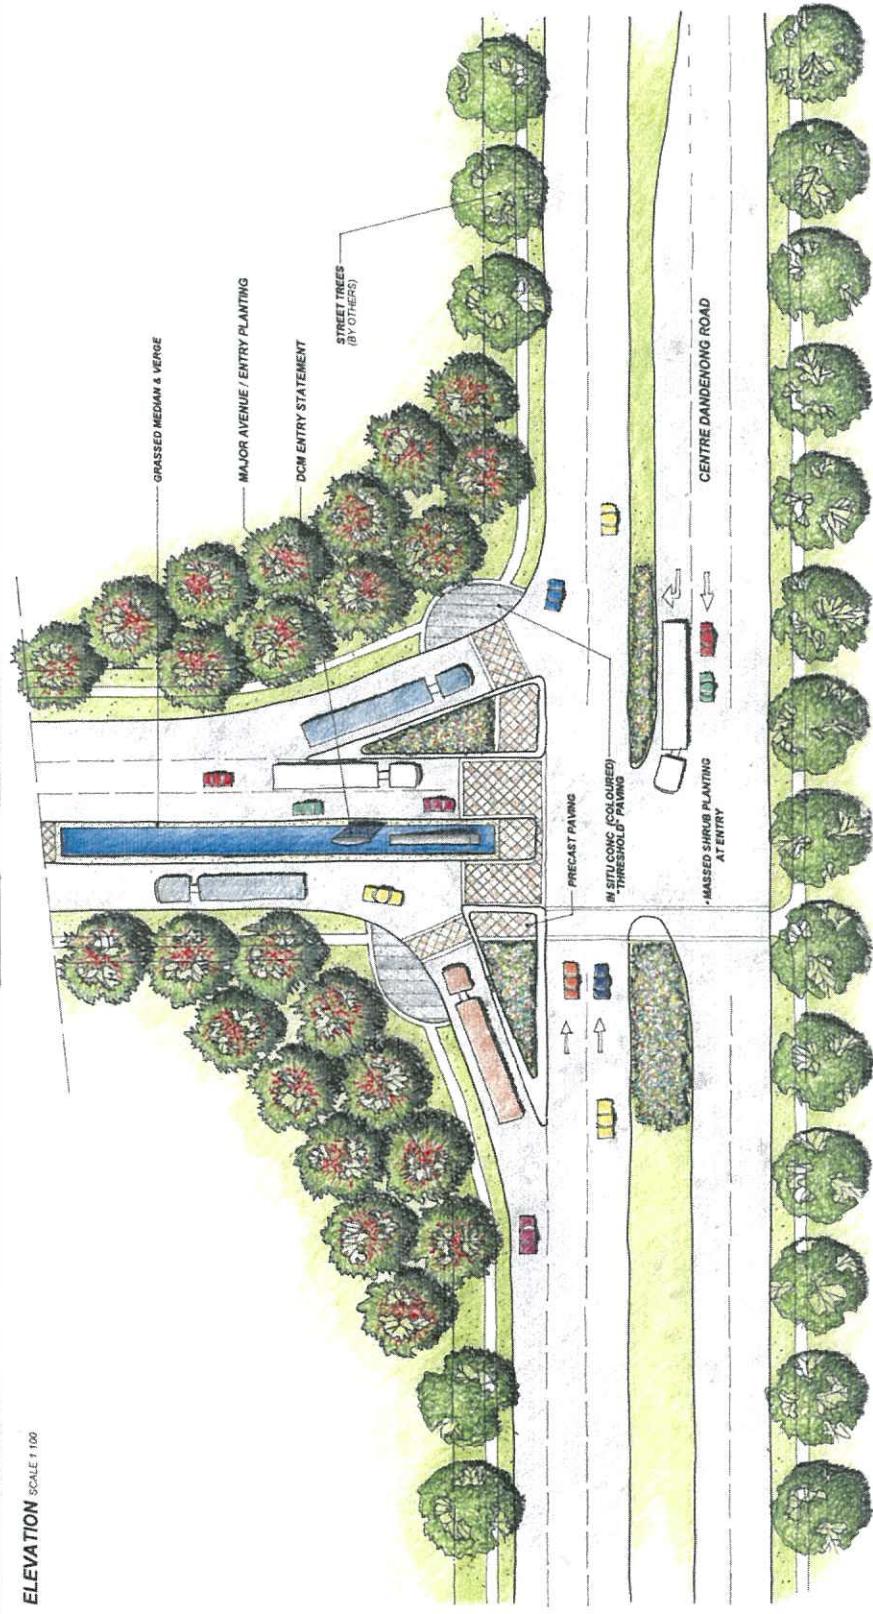 ELEVATION SCALE 1:100
GRASSED MEDIAN & VERGE
MAJOR AVENUE / ENTRY PLANTING
DCM ENTRY STATEMENT
STREET TREES
(BY OTHERS)
CENTRE DANDENONG ROAD
PRECAST PAVING
IN SITU CONC (COLOURED)
"THRESHOLD" PAVING
MASSED SHRUB PLANTING
AT ENTRY